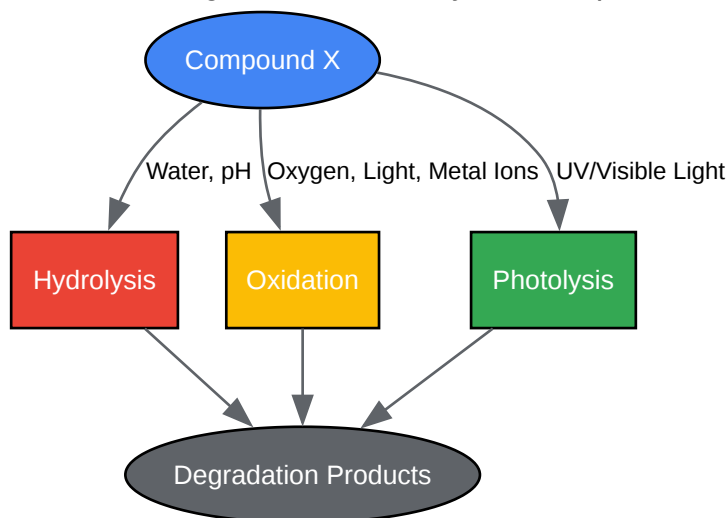 Compound X
Water, pH
Oxygen, Light, Metal Ions
UV/Visible Light
Hydrolysis
Oxidation
Photolysis
Degradation Products